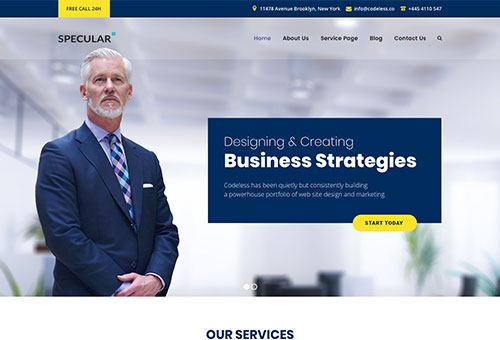 FREE CALL 24H
11478 Avenue Brooklyn, New York info@codeless.co +445 4110 547
SPECULAR
Home About Us Service Page Blog Contact Us
Designing & Creating
Business Strategies
Codeless has been quietly but consistently building
a powerhouse portfolio of web site design and marketing.
START TODAY
OUR SERVICES